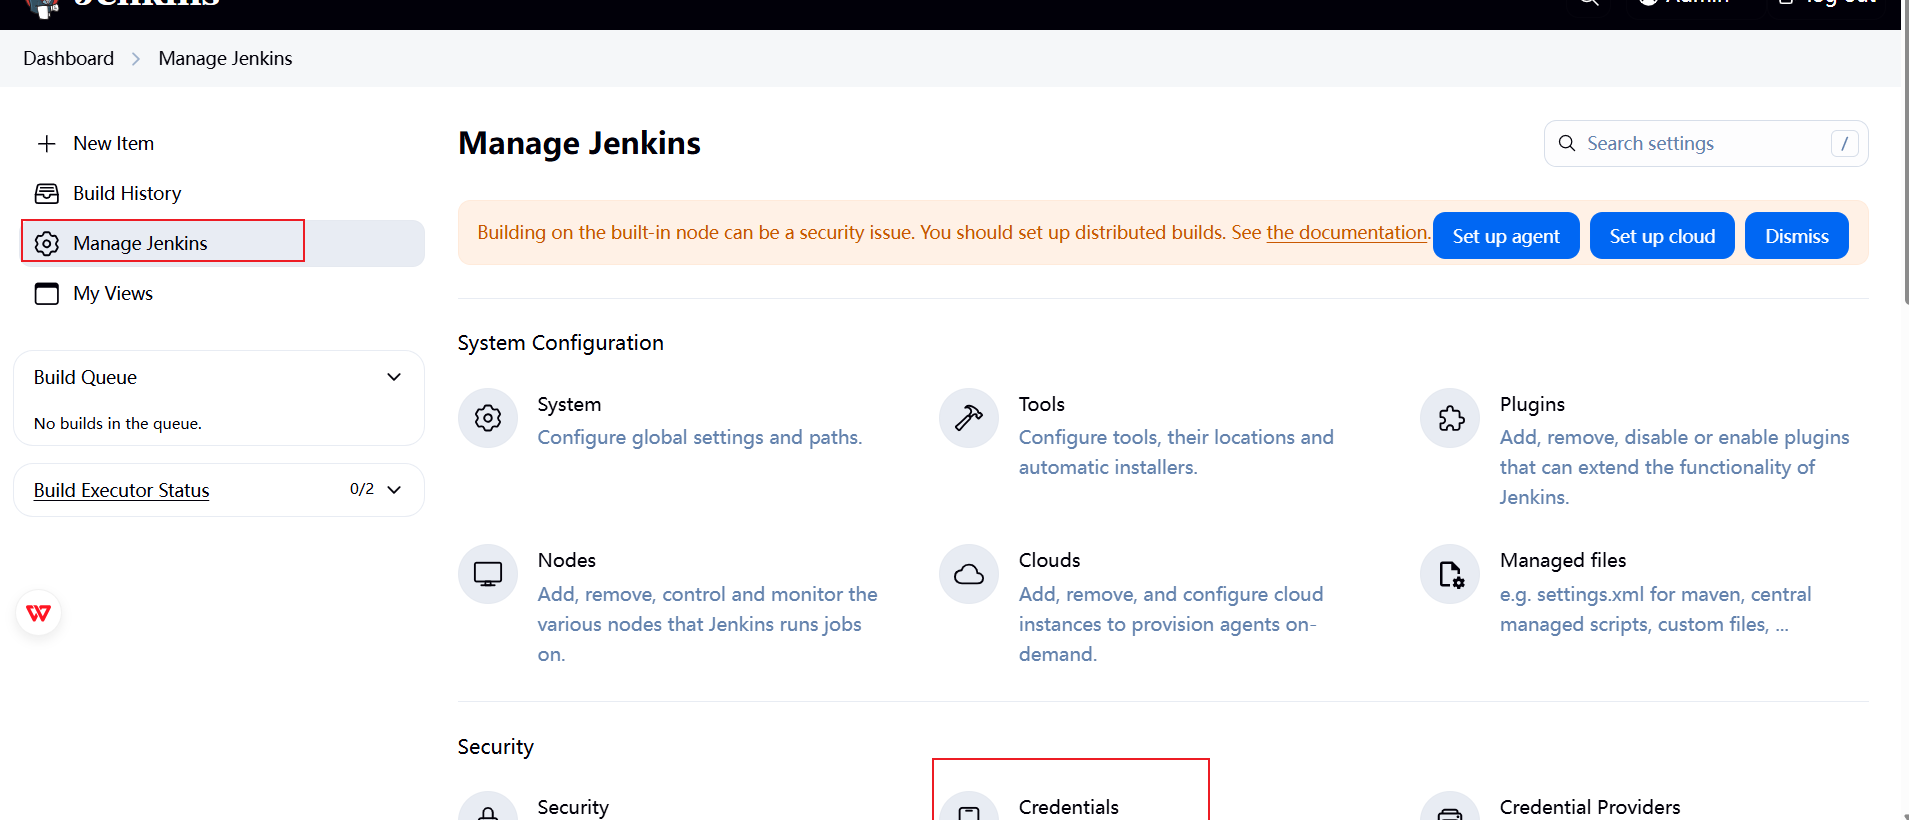 Jenkins
Admin
log out
Dashboard
Manage Jenkins
New Item
Build History
Manage Jenkins
My Views
Build Queue
No builds in the queue.
Build Executor Status
0/2
Manage Jenkins
Search settings
/
Building on the built-in node can be a security issue. You should set up distributed builds. See the documentation.
Set up agent
Set up cloud
Dismiss
System Configuration
System
Configure global settings and paths.
Tools
Configure tools, their locations and
automatic installers.
Plugins
Add, remove, disable or enable plugins
that can extend the functionality of
Jenkins.
Nodes
Add, remove, control and monitor the
various nodes that Jenkins runs jobs
on.
Clouds
Add, remove, and configure cloud
instances to provision agents on-
demand.
Managed files
e.g. settings.xml for maven, central
managed scripts, custom files, ...
Security
Security
Credentials
Credential Providers